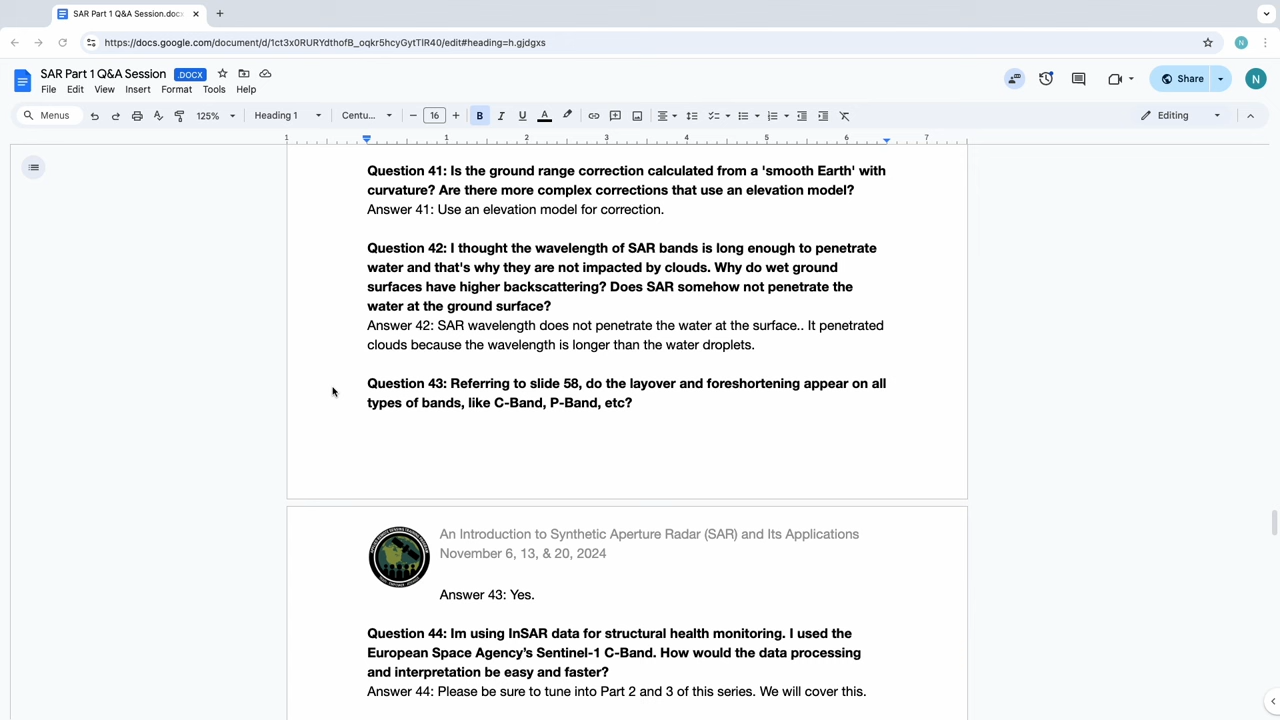 SAR Part 1 Q&A Session.docx
https://docs.google.com/document/d/1ct3x0RURYdthofB_oqkr5hcyGytTlR40/edit#heading=h.gjdgxs
N
SAR Part 1 Q&A Session .DOCX
File Edit View Insert Format Tools Help
Share
N
Menus 125% Heading 1 Centu... 16 B I U A Editing
1 1 2 3 4 5 6 7
Question 41: Is the ground range correction calculated from a 'smooth Earth' with
curvature? Are there more complex corrections that use an elevation model?
Answer 41: Use an elevation model for correction.
Question 42: I thought the wavelength of SAR bands is long enough to penetrate
water and that's why they are not impacted by clouds. Why do wet ground
surfaces have higher backscattering? Does SAR somehow not penetrate the
water at the ground surface?
Answer 42: SAR wavelength does not penetrate the water at the surface.. It penetrated
clouds because the wavelength is longer than the water droplets.
Question 43: Referring to slide 58, do the layover and foreshortening appear on all
types of bands, like C-Band, P-Band, etc?
An Introduction to Synthetic Aperture Radar (SAR) and Its Applications
November 6, 13, & 20, 2024
Answer 43: Yes.
Question 44: Im using InSAR data for structural health monitoring. I used the
European Space Agency’s Sentinel-1 C-Band. How would the data processing
and interpretation be easy and faster?
Answer 44: Please be sure to tune into Part 2 and 3 of this series. We will cover this.